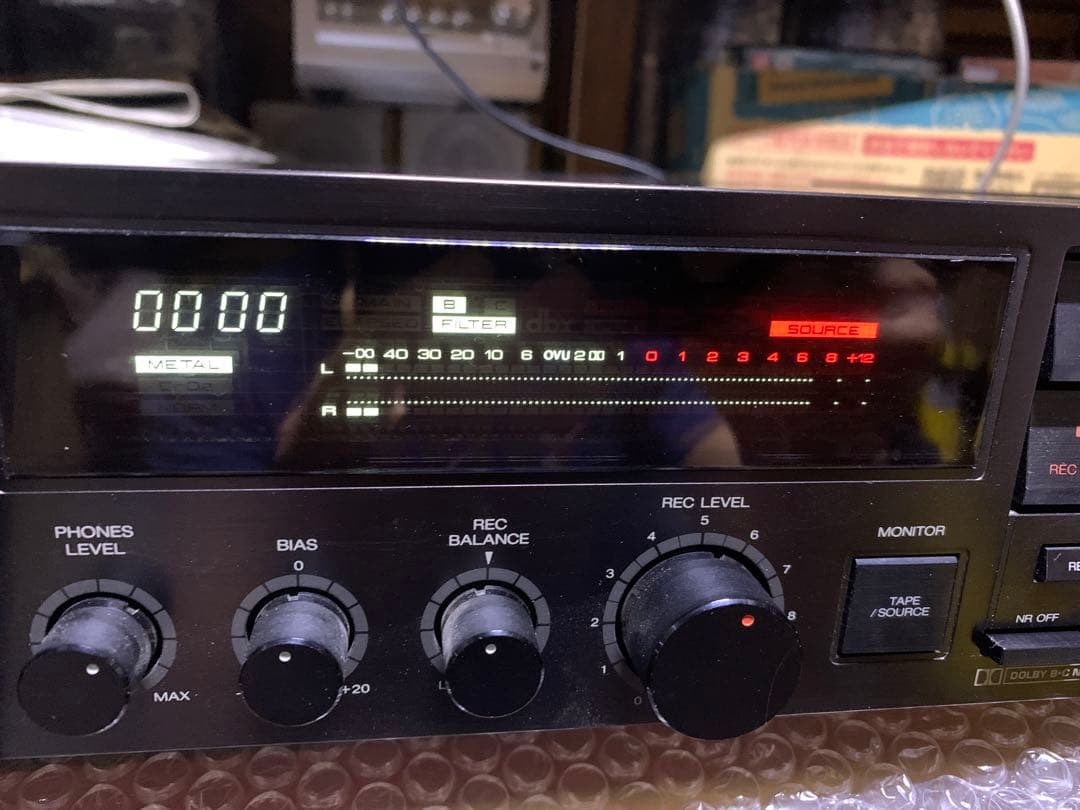 0000
B
FILTER
dbx
SOURCE
METAL
-∞ 40 30 20 10 6 0VU 2 1 0 1 2 3 4 6 8 +12
L
R
REC
PHONES
LEVEL
MAX
BIAS
0
+20
REC
BALANCE
L
REC LEVEL
0 1 2 3 4 5 6 7 8
MONITOR
TAPE
/SOURCE
RE
NR OFF
DOLBY B·C